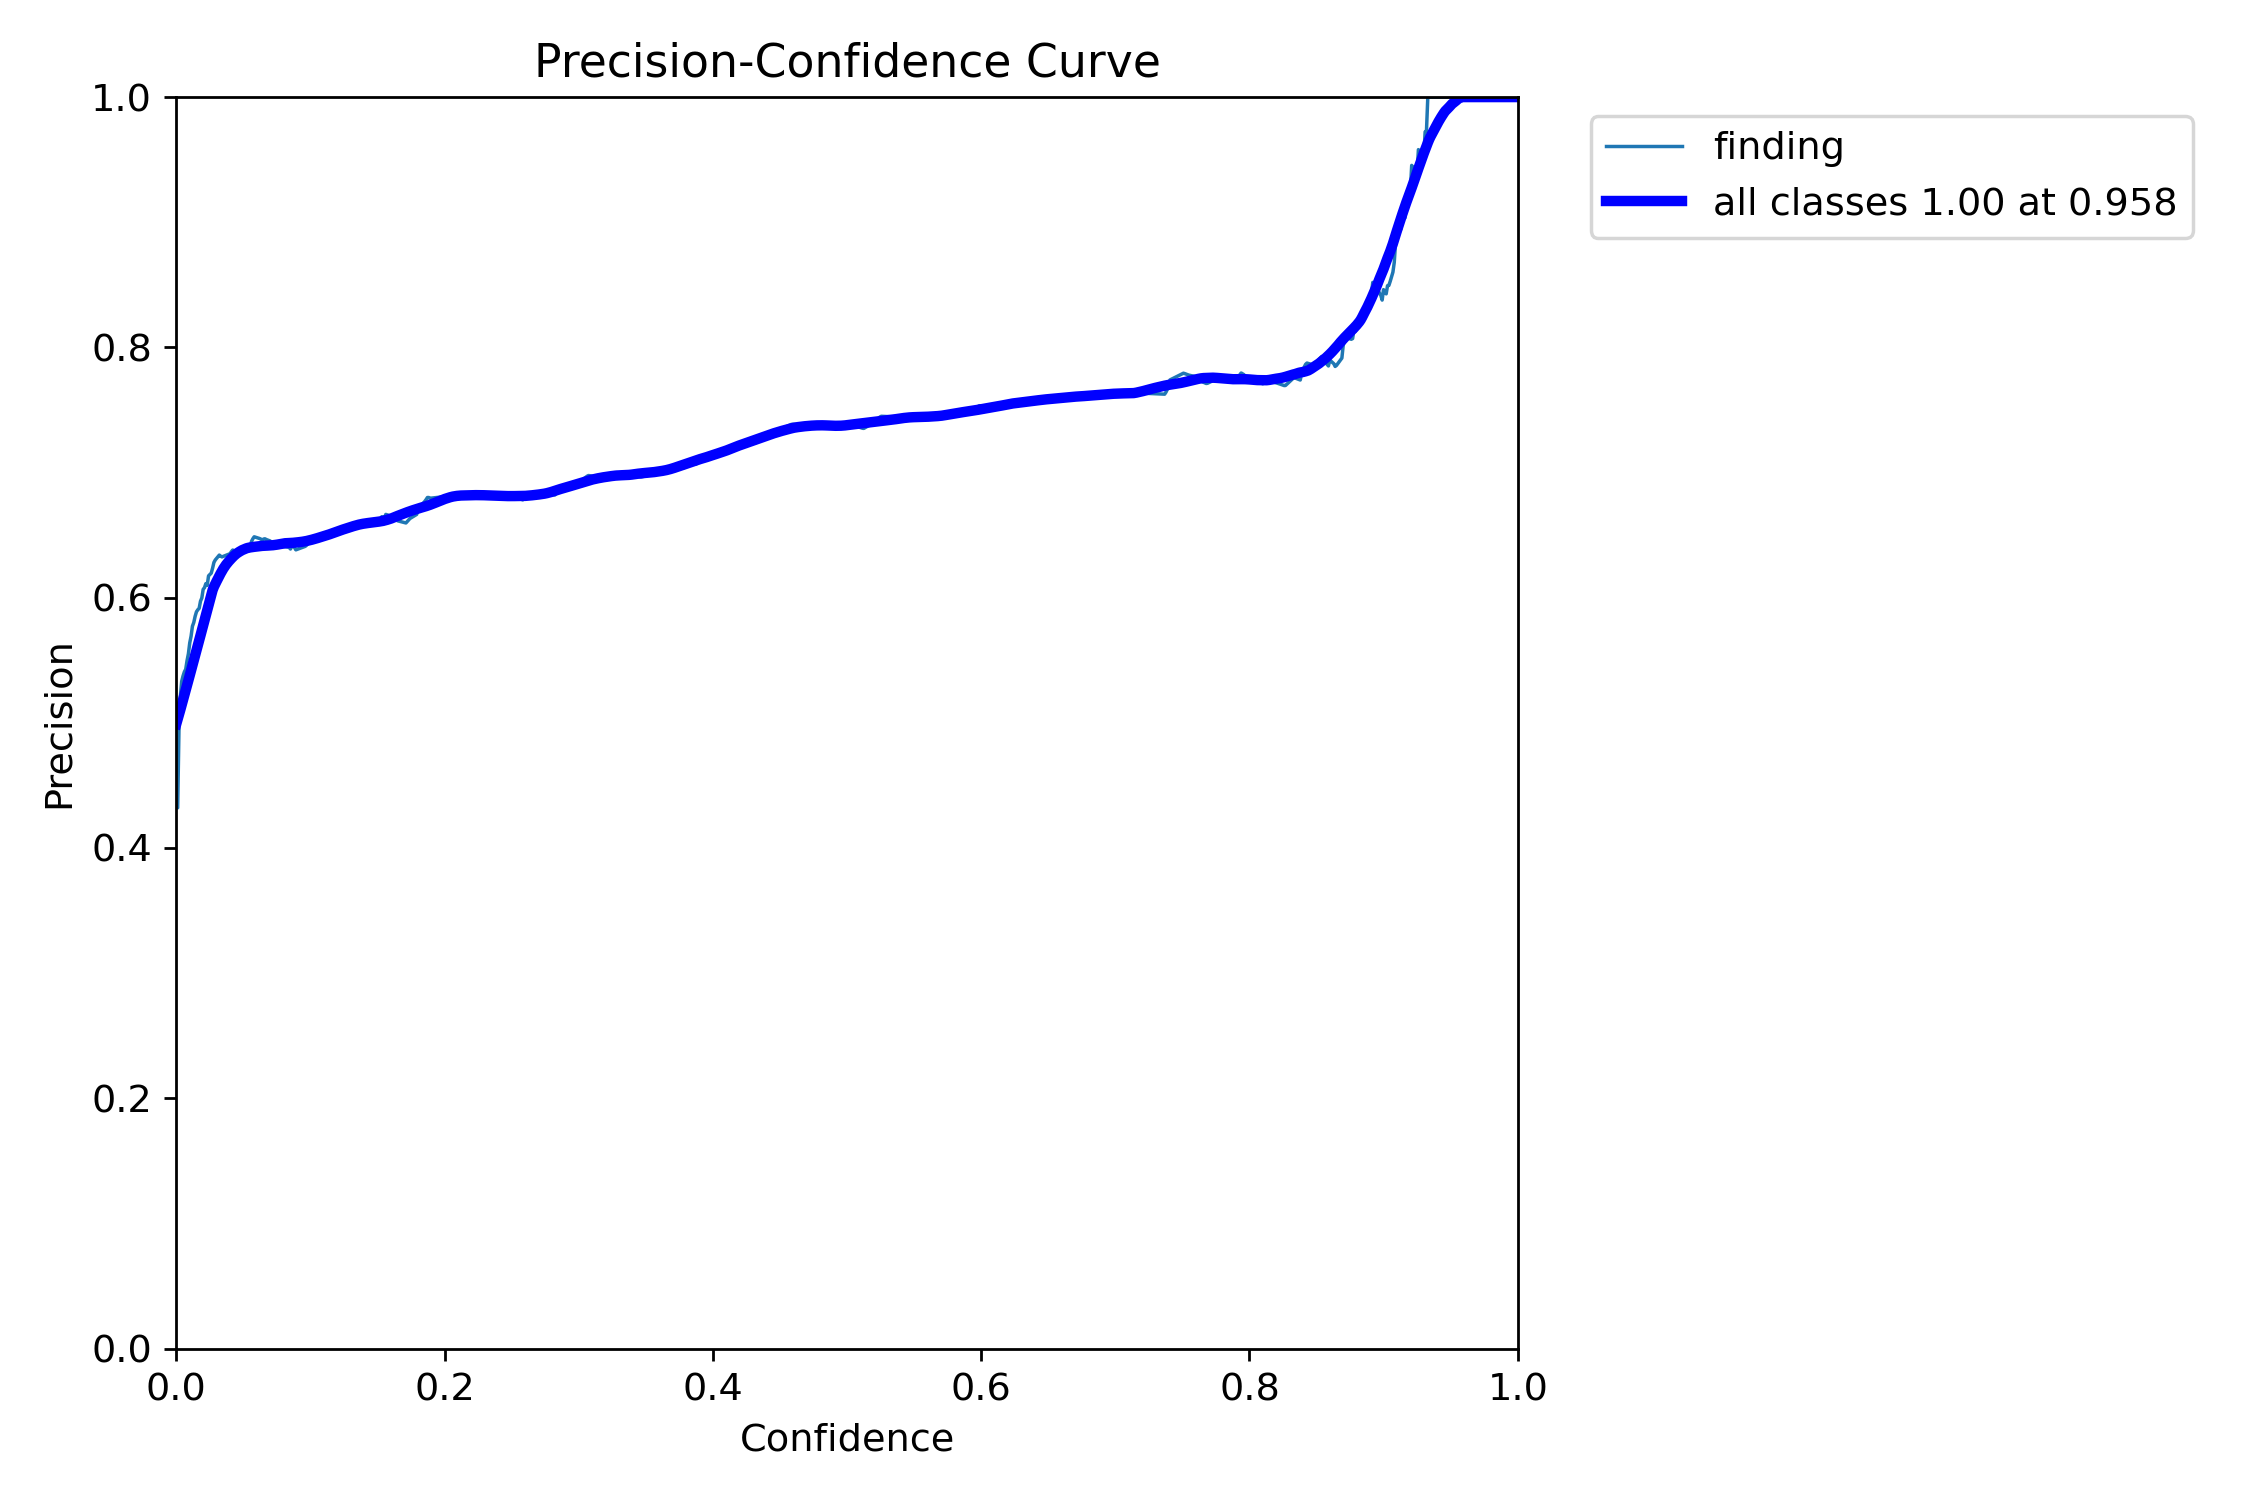 Precision-Confidence Curve
1.0
0.8
0.6
0.4
0.2
0.0
Precision
0.0 0.2 0.4 0.6 0.8 1.0
Confidence
finding
all classes 1.00 at 0.958